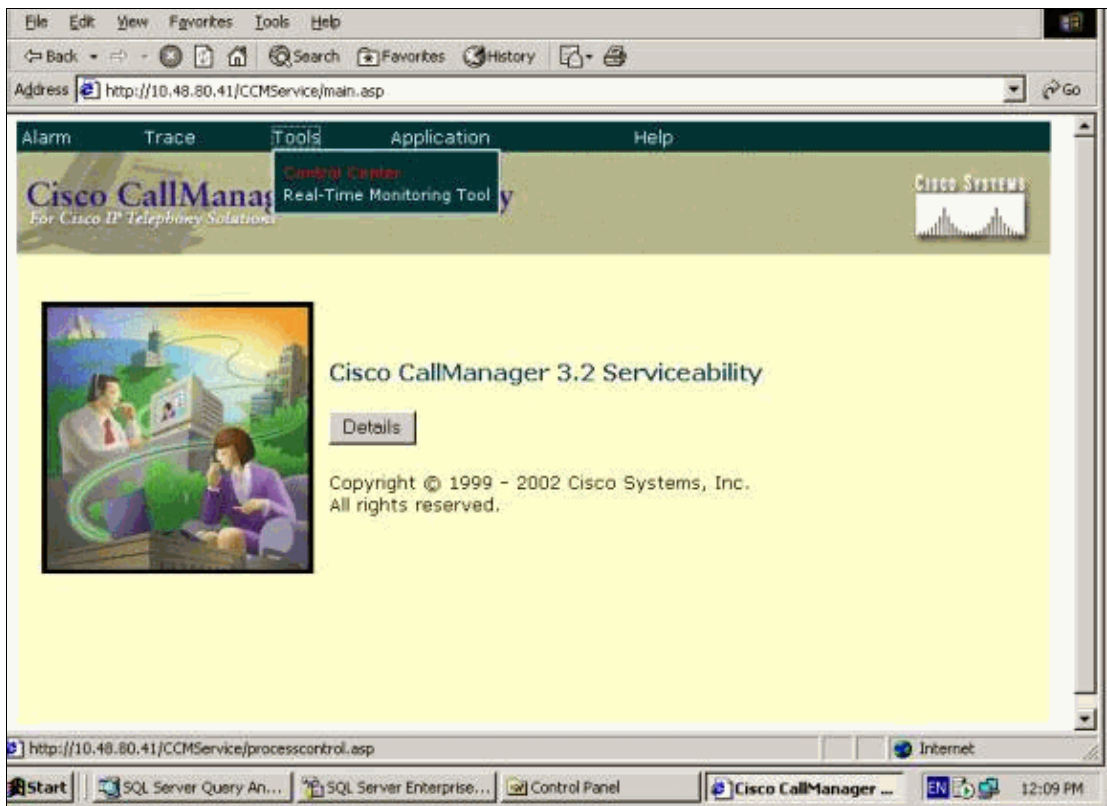 File Edit View Favorites Tools Help
Back Search Favorites History
Address http://10.48.80.41/CCMService/main.asp Go
Alarm Trace Tools Application Help
Control Center
Real-Time Monitoring Tool
Cisco CallManag y
For Cisco IP Telephony Solutions
CISCO SYSTEMS
Cisco CallManager 3.2 Serviceability
Details
Copyright © 1999 - 2002 Cisco Systems, Inc.
All rights reserved.
http://10.48.80.41/CCMService/processcontrol.asp Internet
Start SQL Server Query An... SQL Server Enterprise... Control Panel Cisco CallManager ... EN 12:09 PM